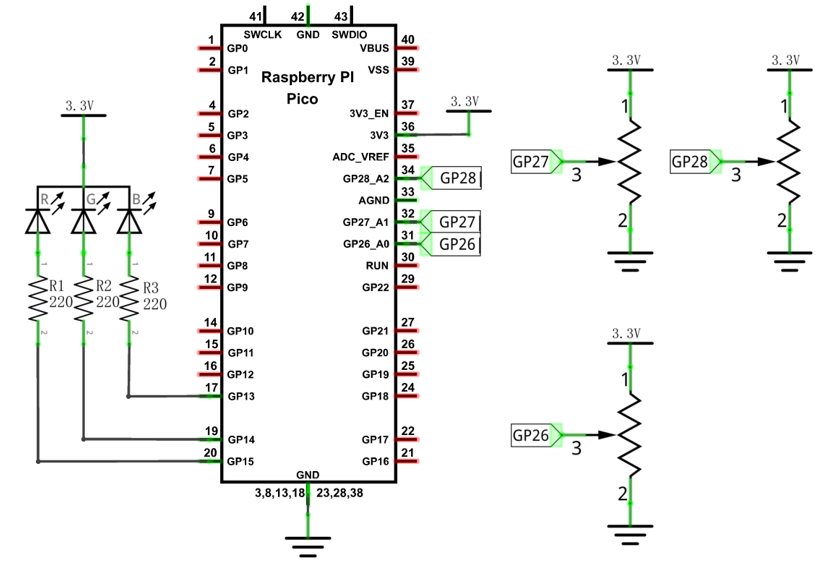 41 42 43
SWCLK GND SWDIO
1 GP0 VBUS 40
2 GP1 VSS 39
Raspberry PI
Pico
4 GP2 3V3_EN 37
5 GP3 3V3 36
6 GP4 ADC_VREF 35
7 GP5 GP28_A2 34 GP28
AGND 33
9 GP6 GP27_A1 32 GP27
10 GP7 GP26_A0 31 GP26
11 GP8 RUN 30
12 GP9 GP22 29
14 GP10 GP21 27
15 GP11 GP20 26
16 GP12 GP19 25
17 GP13 GP18 24
19 GP14 GP17 22
20 GP15 GP16 21
GND
3,8,13,18 23,28,38
3.3V
3.3V
R G B
1 1 1
R1 R2 R3
220 220 220
2 2 2
3.3V
1
GP27 3
2
3.3V
1
GP28 3
2
3.3V
1
GP26 3
2